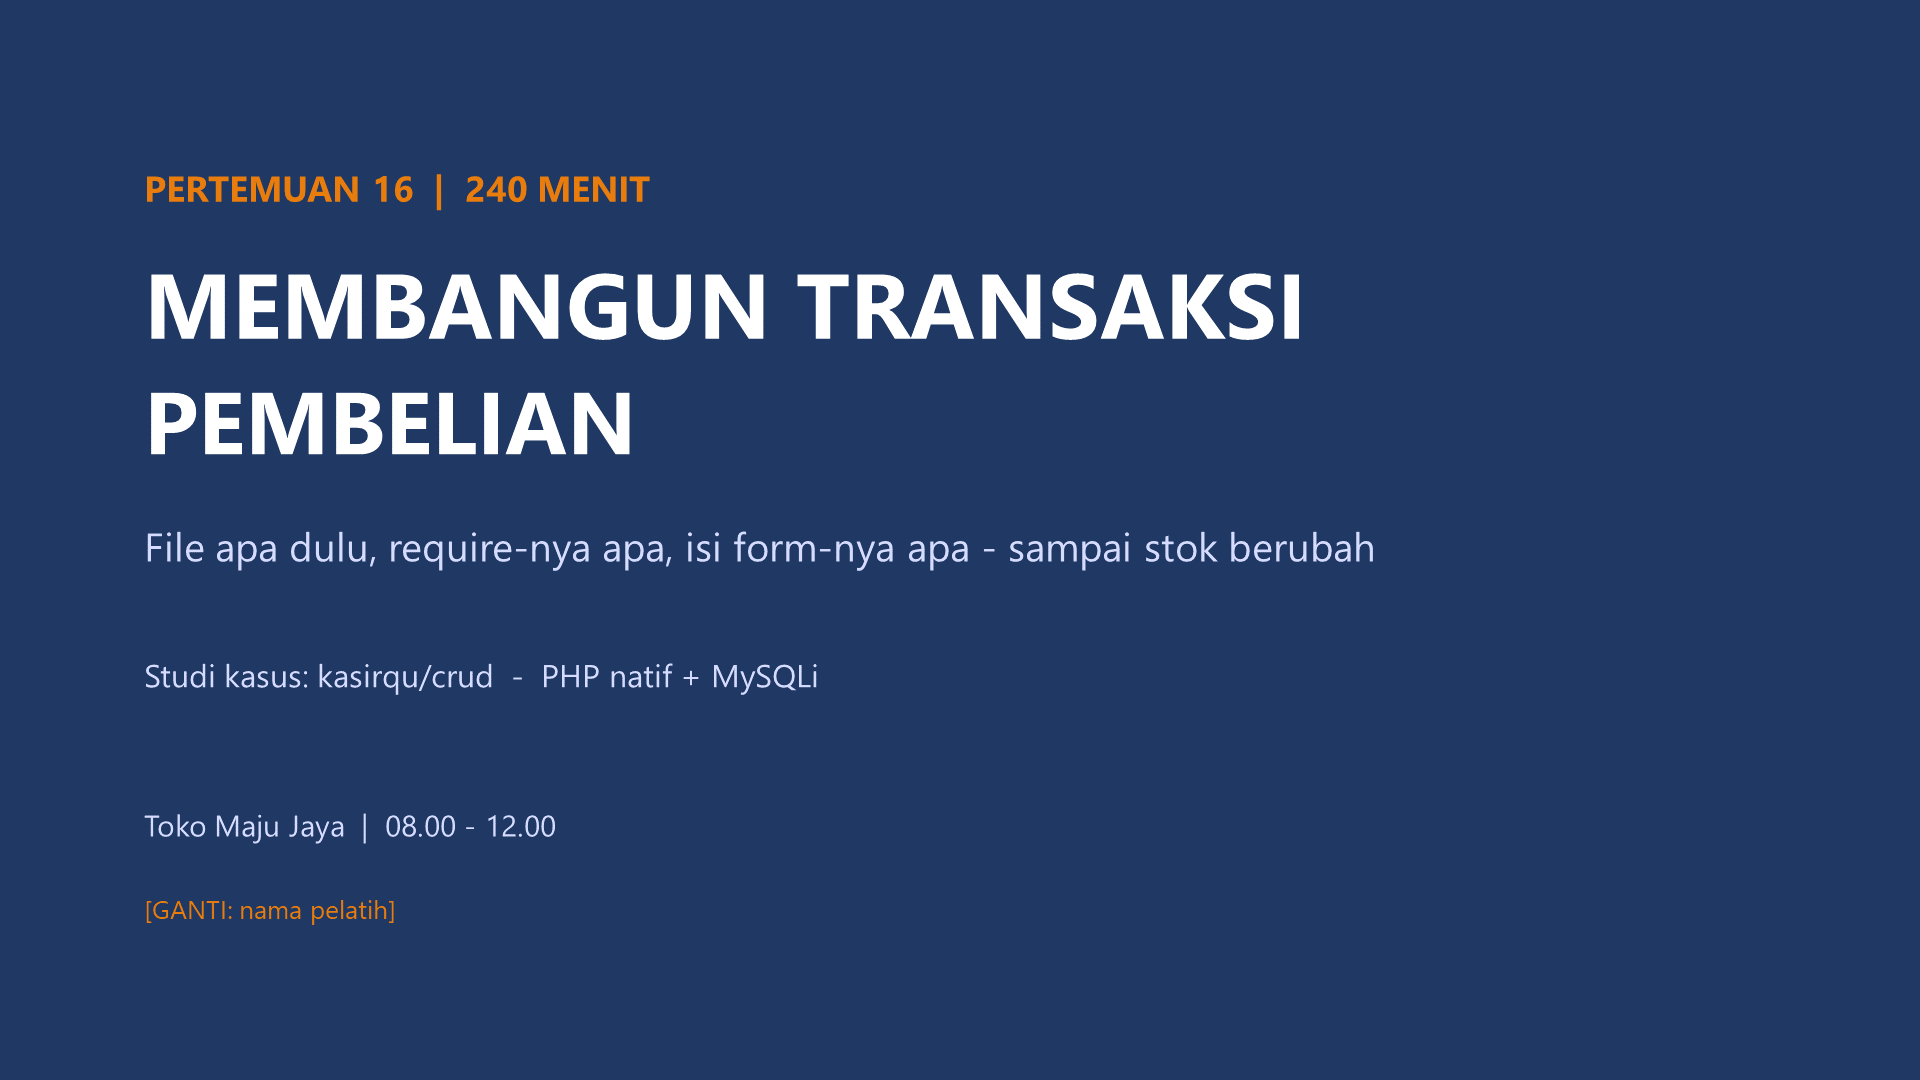 PERTEMUAN 16 | 240 MENIT
MEMBANGUN TRANSAKSI
PEMBELIAN
File apa dulu, require-nya apa, isi form-nya apa - sampai stok berubah
Studi kasus: kasirqu/crud - PHP natif + MySQLi
Toko Maju Jaya | 08.00 - 12.00
[GANTI: nama pelatih]